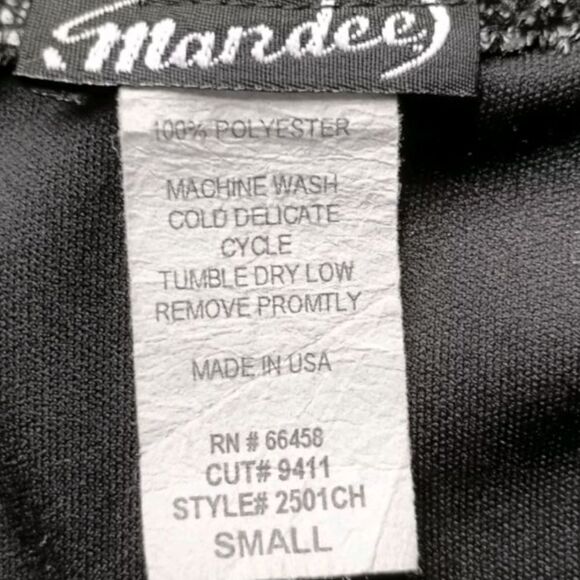 mandee
100% POLYESTER
MACHINE WASH
COLD DELICATE
CYCLE
TUMBLE DRY LOW
REMOVE PROMTLY
MADE IN USA
RN # 66458
CUT# 9411
STYLE# 2501CH
SMALL